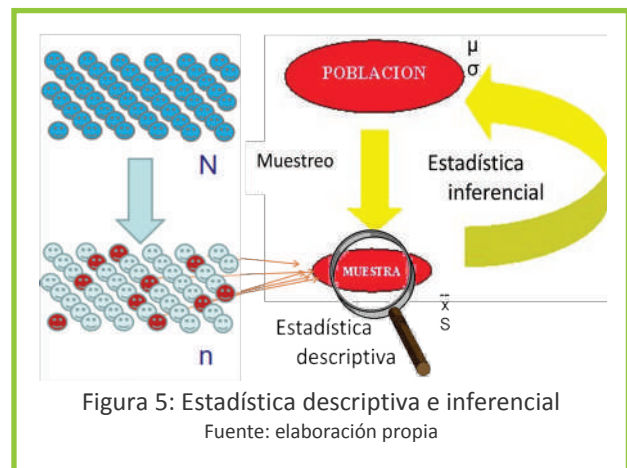 N
n
POBLACION
μ
σ
Muestreo
Estadística
inferencial
MUESTRA
x̄
S
Estadística
descriptiva
Figura 5: Estadística descriptiva e inferencial
Fuente: elaboración propia